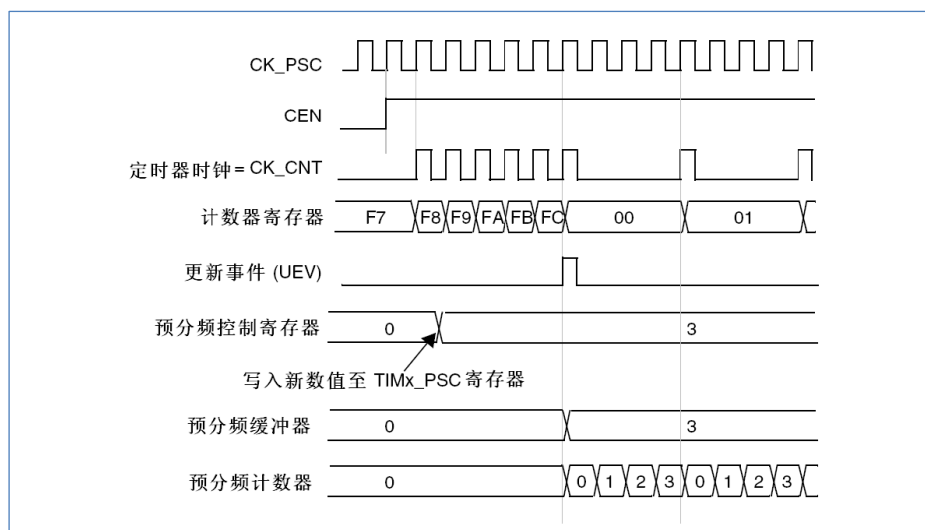 CK_PSC
CEN
定时器时钟= CK_CNT
计数器寄存器 F7 F8 F9 FA FB FC 00 01
更新事件 (UEV)
预分频控制寄存器 0 3
写入新数值至 TIMx_PSC 寄存器
预分频缓冲器 0 3
预分频计数器 0 0 1 2 3 0 1 2 3